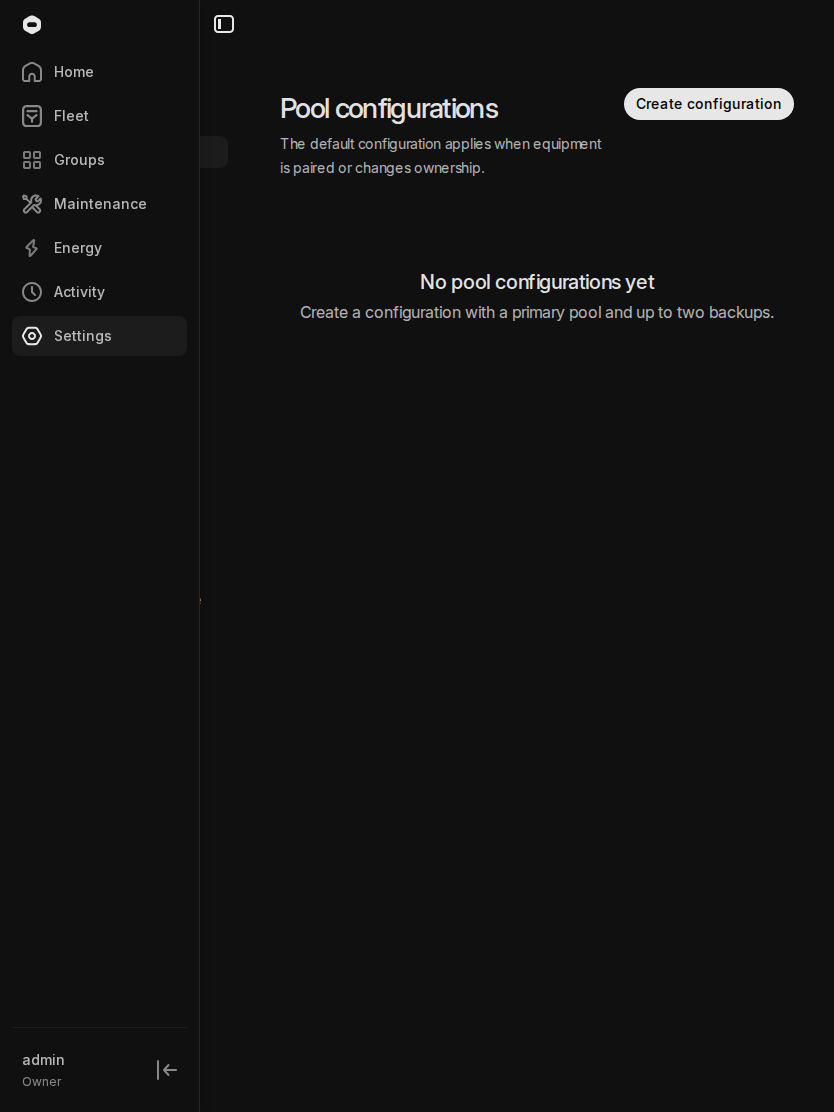 Home
Fleet
Groups
Maintenance
Energy
Activity
Settings
admin
Owner
Pool configurations
Create configuration
The default configuration applies when equipment
is paired or changes ownership.
No pool configurations yet
Create a configuration with a primary pool and up to two backups.